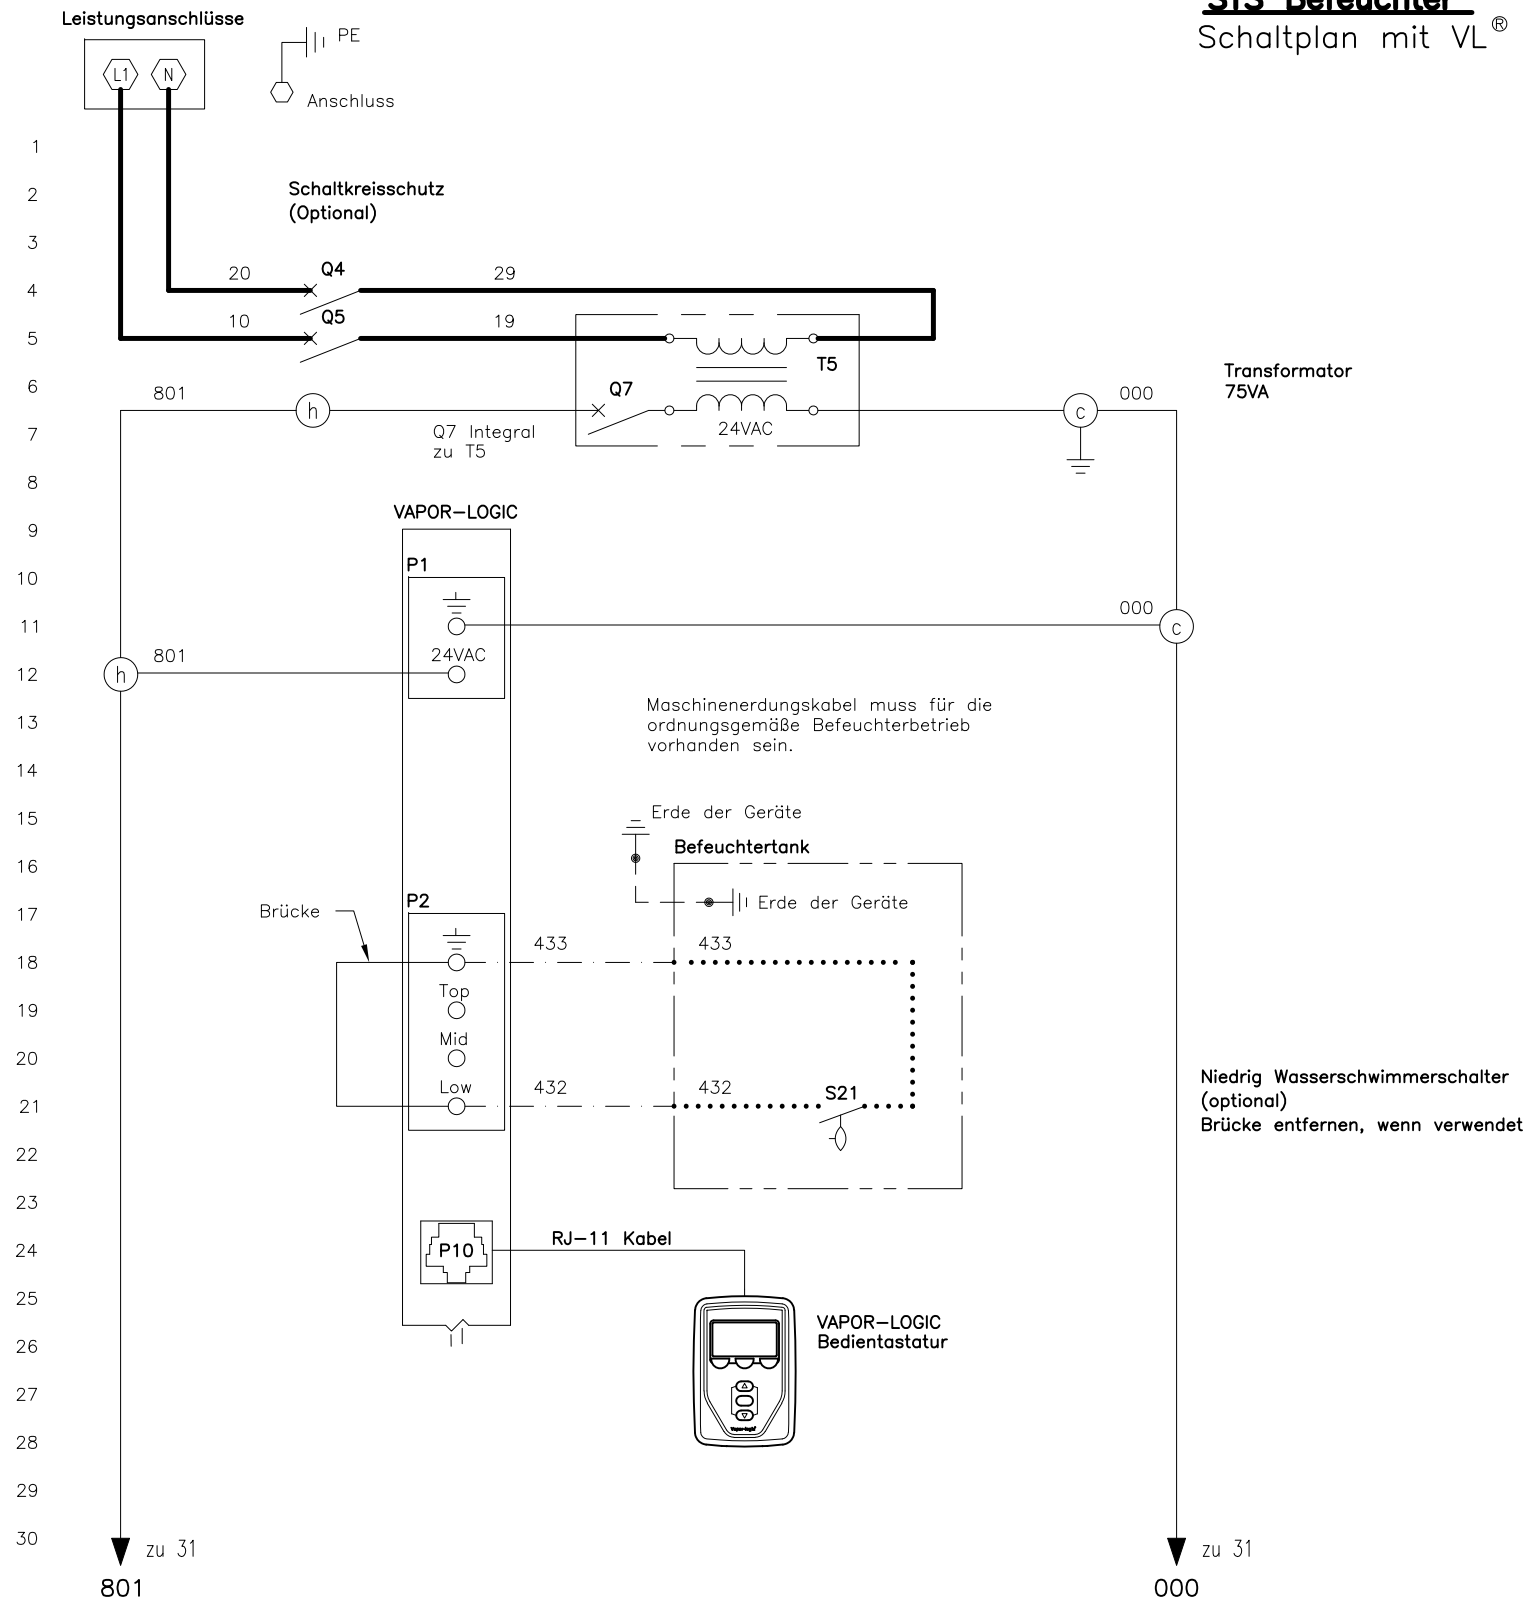 STS Befeuchter
Schaltplan mit VL®
Leistungsanschlüsse
L1
N
PE
Anschluss
1
2
Schaltkreisschutz
(Optional)
3
20
Q4
29
4
10
Q5
19
5
T5
Transformator
75VA
6
801
h
Q7
c
000
24VAC
7
Q7 Integral
zu T5
8
VAPOR-LOGIC
9
P1
10
000
11
c
24VAC
801
12
h
Maschinenerdungskabel muss für die
ordnungsgemäße Befeuchterbetrieb
vorhanden sein.
13
14
15
Erde der Geräte
Befeuchtertank
16
P2
Brücke
Erde der Geräte
17
433
433
18
Top
19
Mid
20
Low
432
432
S21
21
Niedrig Wasserschwimmerschalter
(optional)
Brücke entfernen, wenn verwendet
22
23
24
P10
RJ-11 Kabel
25
VAPOR-LOGIC
Bedientastatur
26
27
Vapor-logic®
28
29
30
zu 31
zu 31
801
000